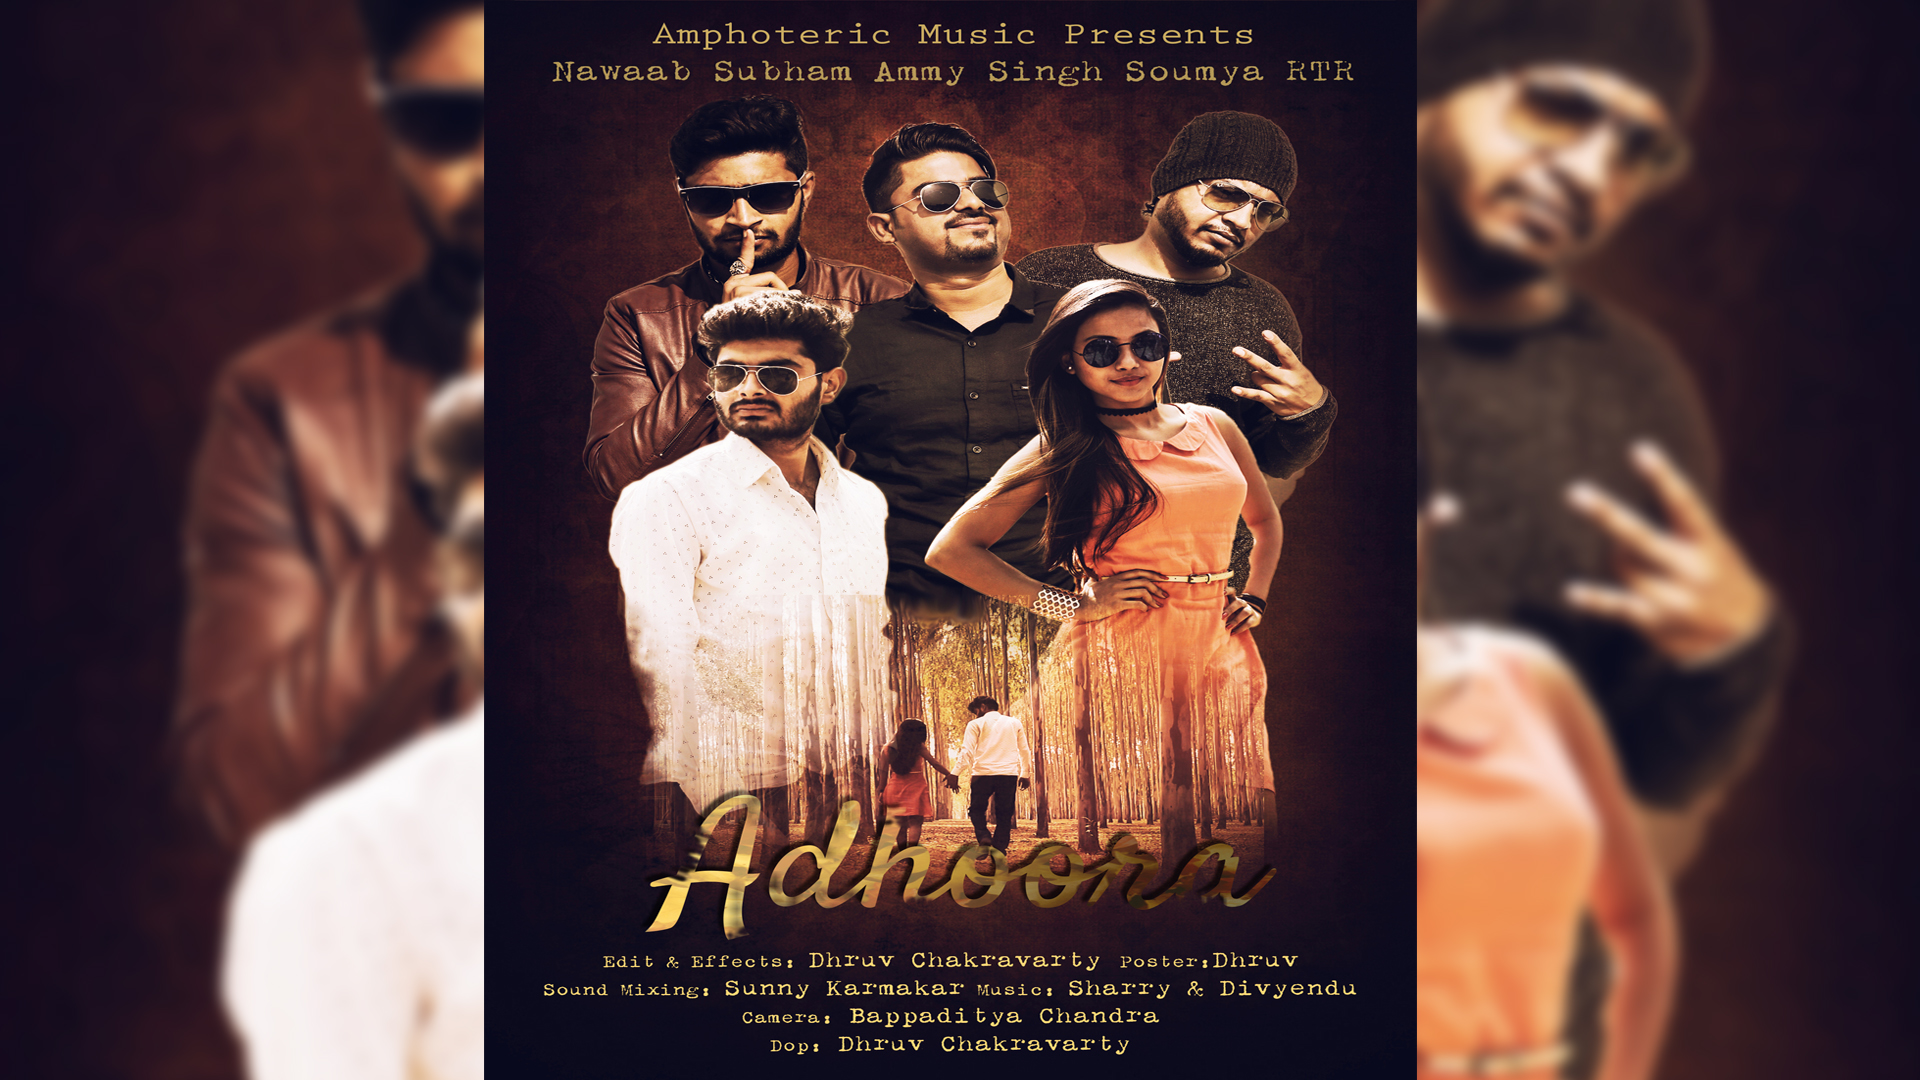 Amphoteric Music Presents
Nawaab Subham Ammy Singh Soumya RTR
Adhoora
Edit & Effects: Dhruv Chakravarty Poster:Dhruv
Sound Mixing: Sunny Karmakar Music: Sharry & Divyendu
Camera: Bappaditya Chandra
Dop: Dhruv Chakravarty